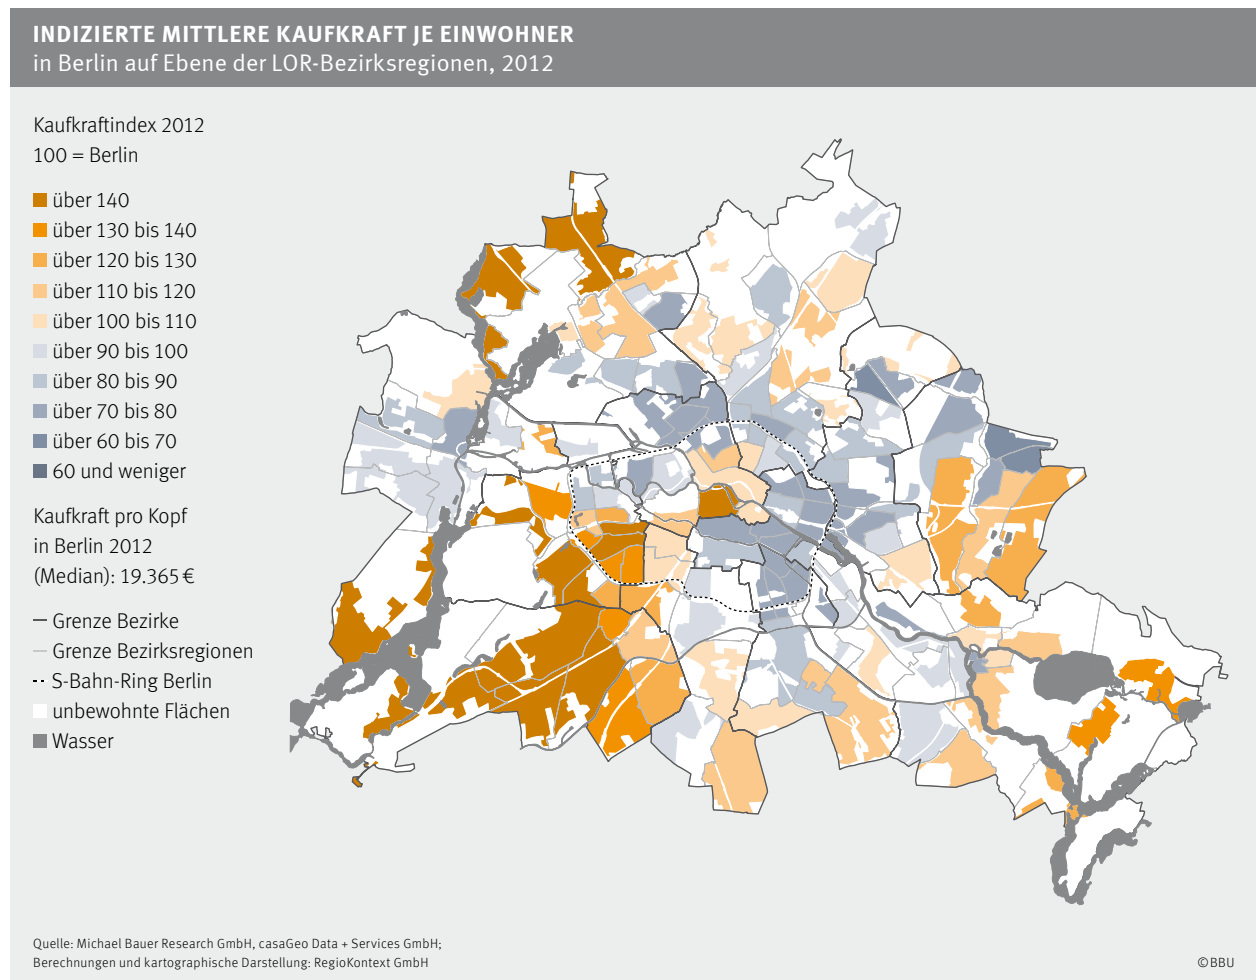 INDIZIERTE MITTLERE KAUFKRAFT JE EINWOHNER
in Berlin auf Ebene der LOR-Bezirksregionen, 2012
Kaufkraftindex 2012
100 = Berlin
über 140
über 130 bis 140
über 120 bis 130
über 110 bis 120
über 100 bis 110
über 90 bis 100
über 80 bis 90
über 70 bis 80
über 60 bis 70
60 und weniger
Kaufkraft pro Kopf
in Berlin 2012
(Median): 19.365 €
Grenze Bezirke
Grenze Bezirksregionen
S-Bahn-Ring Berlin
unbewohnte Flächen
Wasser
Quelle: Michael Bauer Research GmbH, casaGeo Data + Services GmbH;
Berechnungen und kartographische Darstellung: RegioKontext GmbH
©BBU